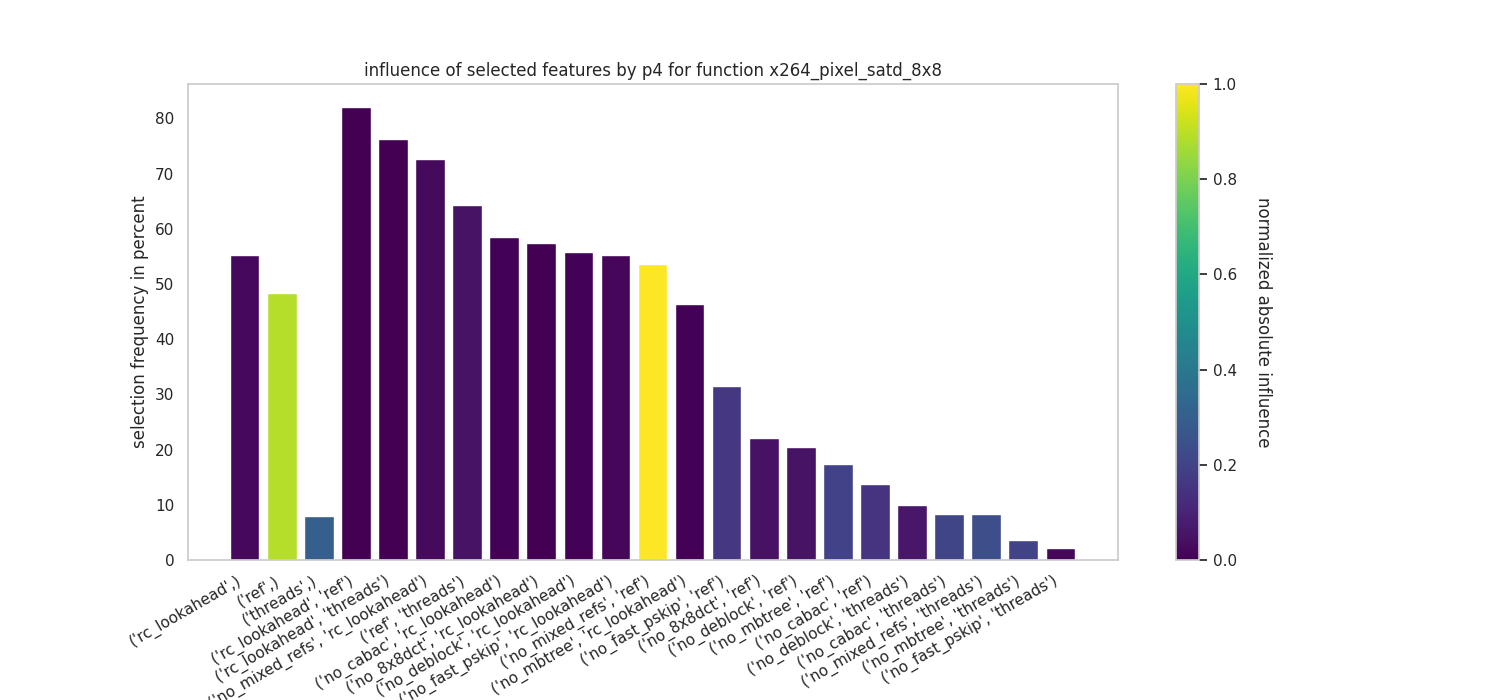 influence of selected features by p4 for function x264_pixel_satd_8x8
selection frequency in percent
80
70
60
50
40
30
20
10
0
('rc_lookahead',)
('ref',)
('threads',)
('rc_lookahead', 'ref')
('rc_lookahead', 'threads')
('no_mixed_refs', 'rc_lookahead')
('ref', 'threads')
('no_cabac', 'rc_lookahead')
('no_8x8dct', 'rc_lookahead')
('no_deblock', 'rc_lookahead')
('no_fast_pskip', 'rc_lookahead')
('no_mixed_refs', 'ref')
('no_mbtree', 'rc_lookahead')
('no_fast_pskip', 'ref')
('no_8x8dct', 'ref')
('no_deblock', 'ref')
('no_mbtree', 'ref')
('no_cabac', 'ref')
('no_deblock', 'threads')
('no_cabac', 'threads')
('no_mixed_refs', 'threads')
('no_mbtree', 'threads')
('no_fast_pskip', 'threads')
1.0
0.8
0.6
0.4
0.2
0.0
normalized absolute influence